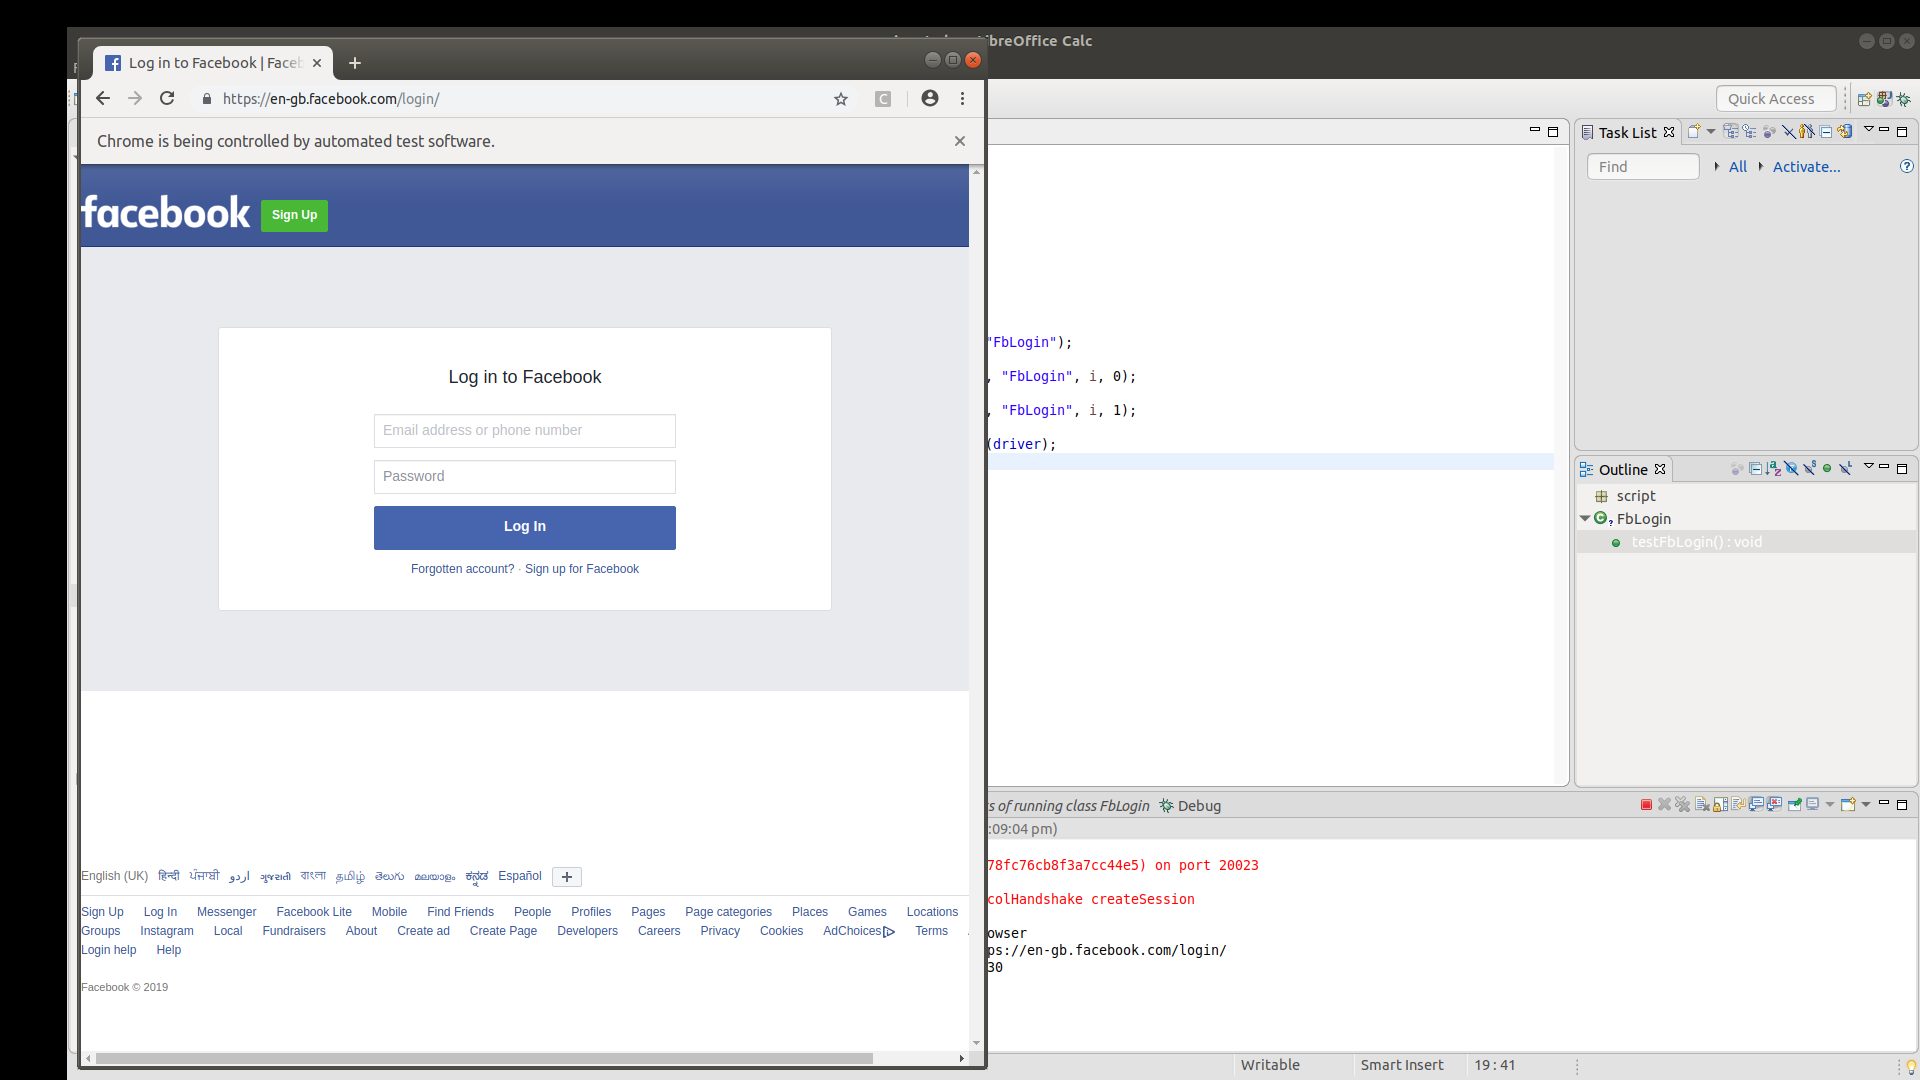 LibreOffice Calc
Log in to Facebook | Faceb
https://en-gb.facebook.com/login/
Chrome is being controlled by automated test software.
facebook
Sign Up
Log in to Facebook
Email address or phone number
Password
Log In
Forgotten account? · Sign up for Facebook
English (UK) हिन्दी ਪੰਜਾਬੀ اردو ગુજરાતી বাংলা தமிழ் తెలుగు മലയാളം ಕನ್ನಡ Español
Sign Up Log In Messenger Facebook Lite Mobile Find Friends People Profiles Pages Page categories Places Games Locations
Groups Instagram Local Fundraisers About Create ad Create Page Developers Careers Privacy Cookies AdChoices Terms
Login help Help
Facebook © 2019
Quick Access
"FbLogin");
, "FbLogin", i, 0);
, "FbLogin", i, 1);
(driver);
Task List
Find
All
Activate...
Outline
script
FbLogin
testFbLogin() : void
s of running class FbLogin
Debug
:09:04 pm)
78fc76cb8f3a7cc44e5) on port 20023
colHandshake createSession
owser
ps://en-gb.facebook.com/login/
30
Writable
Smart Insert
19 : 41